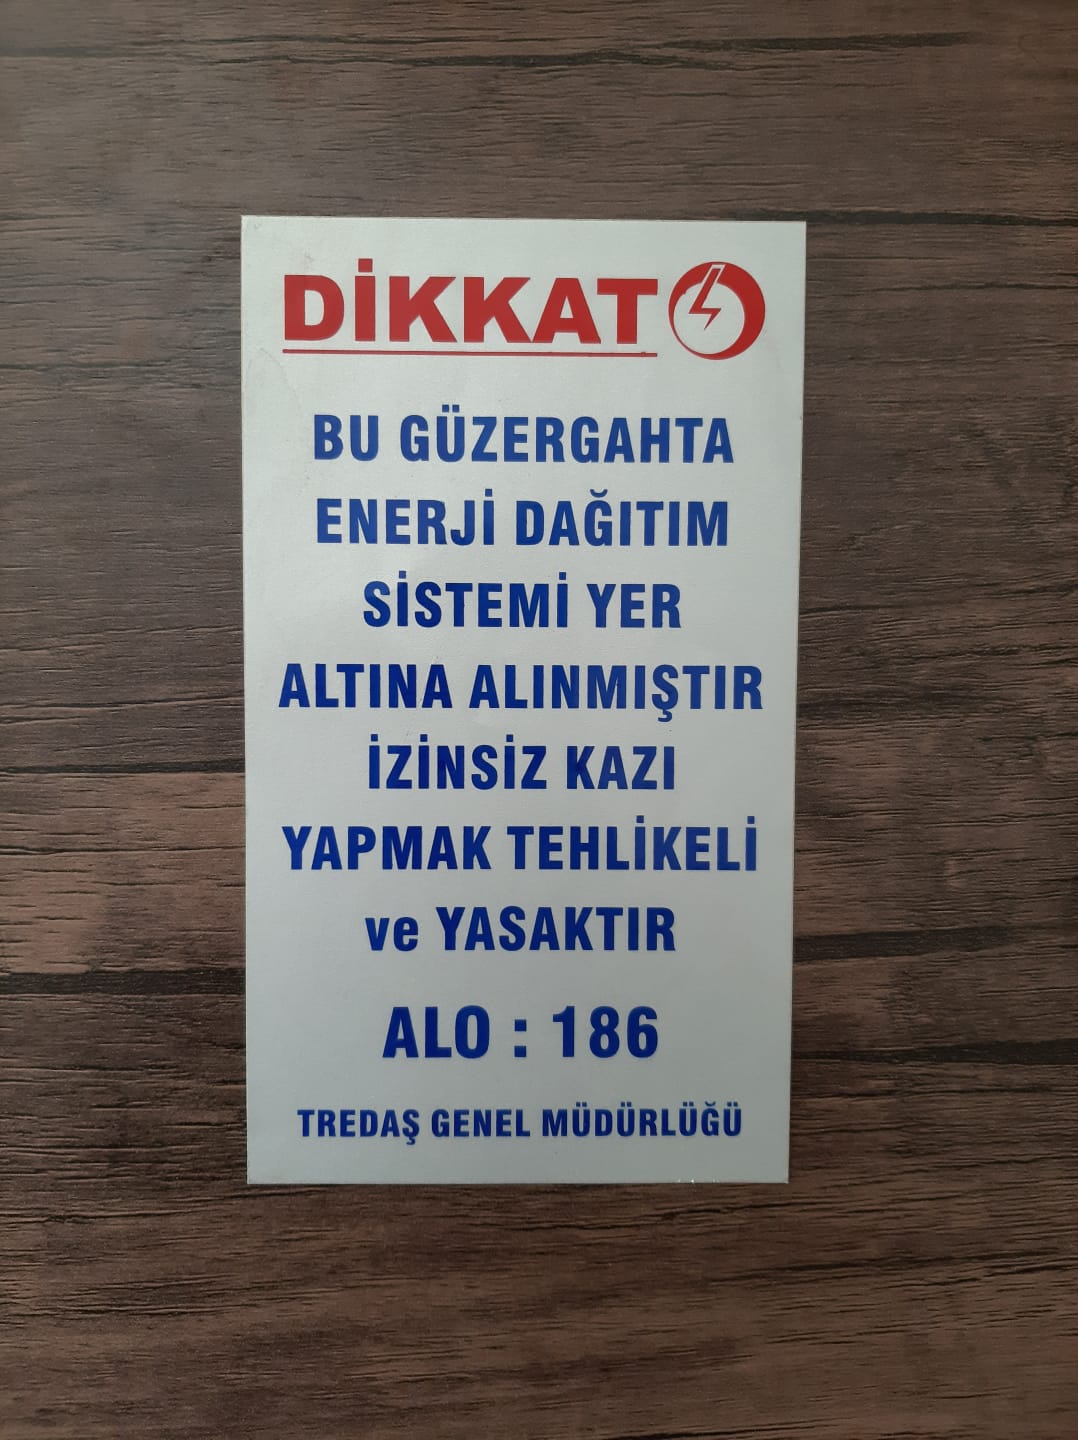 DİKKAT
BU GÜZERGAHTA
ENERJİ DAĞITIM
SİSTEMİ YER
ALTINA ALINMIŞTIR
İZİNSİZ KAZI
YAPMAK TEHLİKELİ
ve YASAKTIR
ALO : 186
TREDAŞ GENEL MÜDÜRLÜĞÜ